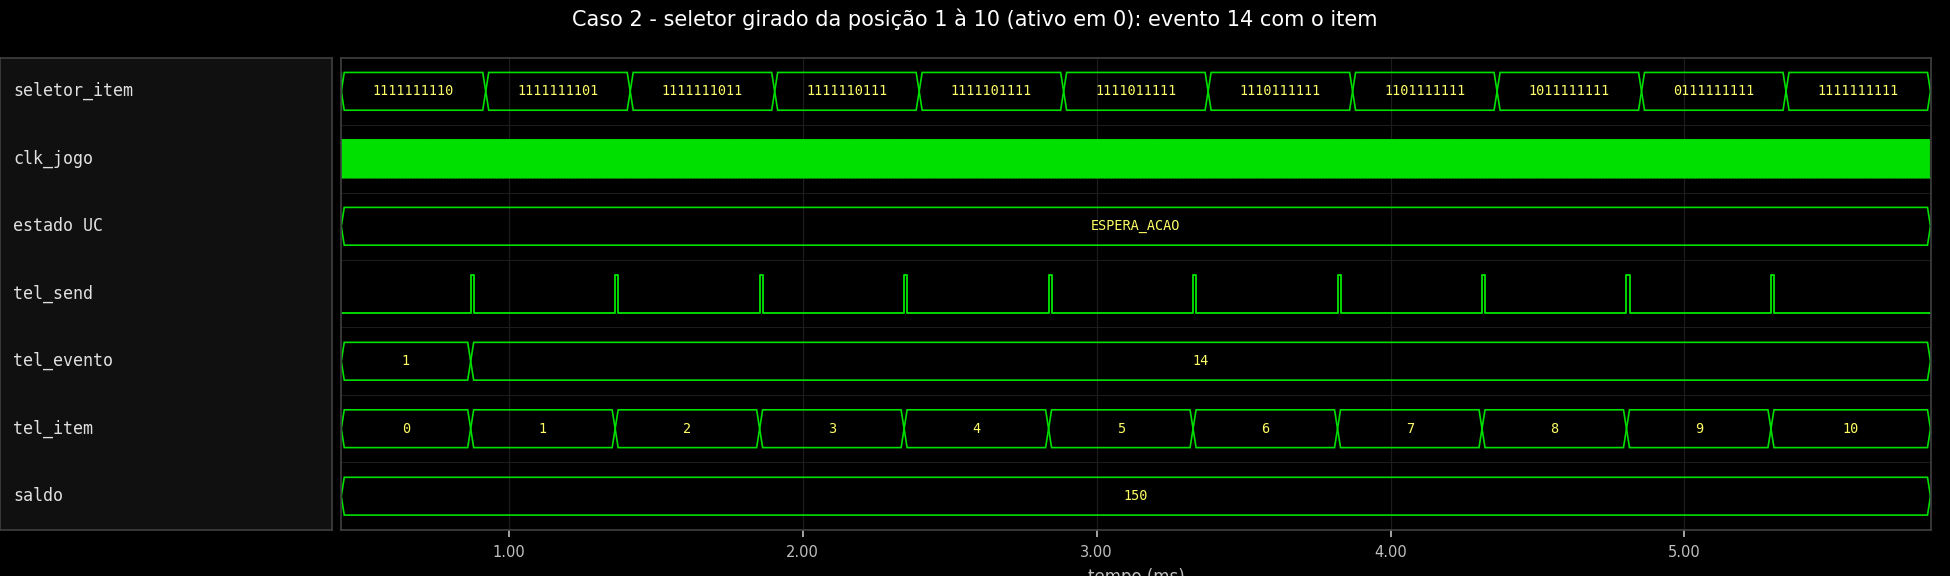 Caso 2 - seletor girado da posição 1 à 10 (ativo em 0): evento 14 com o item
seletor_item 1111111110 1111111101 1111111011 1111110111 1111101111 1111011111 1110111111 1101111111 1011111111 0111111111 1111111111
clk_jogo
estado UC ESPERA_ACAO
tel_send
tel_evento 1 14
tel_item 0 1 2 3 4 5 6 7 8 9 10
saldo 150
1.00 2.00 3.00 4.00 5.00
tempo (ms)